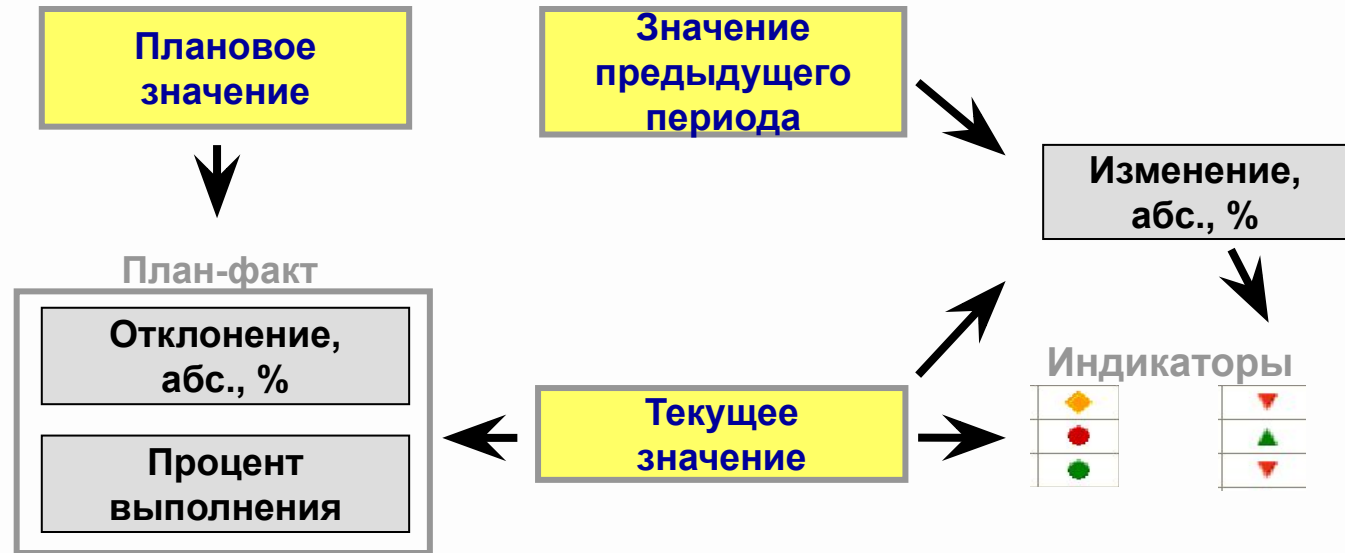 Плановое
значение
Значение
предыдущего
периода
Изменение,
абс., %
План-факт
Отклонение,
абс., %
Процент
выполнения
Текущее
значение
Индикаторы